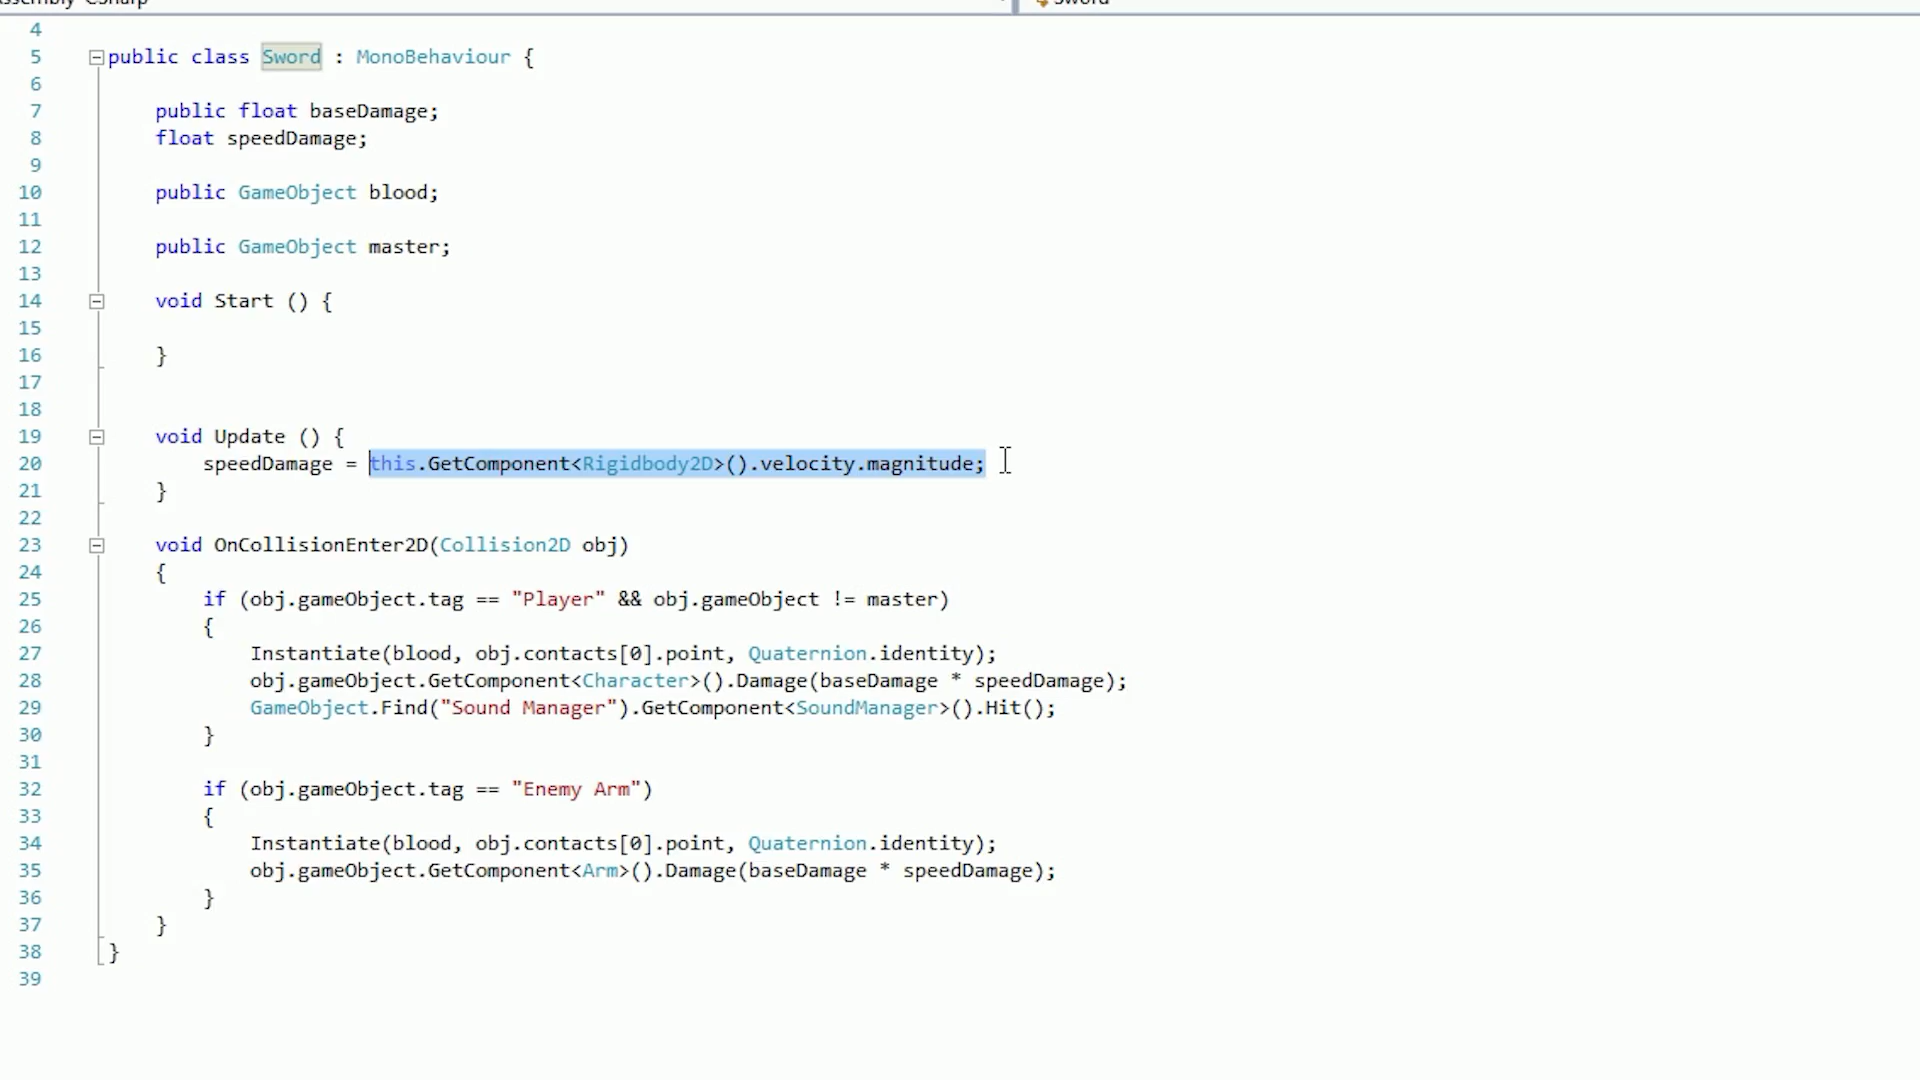 Assembly-CSharp Sword
4
5 public class Sword : MonoBehaviour {
6
7 public float baseDamage;
8 float speedDamage;
9
10 public GameObject blood;
11
12 public GameObject master;
13
14 void Start () {
15
16 }
17
18
19 void Update () {
20 speedDamage = this.GetComponent<Rigidbody2D>().velocity.magnitude;
21 }
22
23 void OnCollisionEnter2D(Collision2D obj)
24 {
25 if (obj.gameObject.tag == "Player" && obj.gameObject != master)
26 {
27 Instantiate(blood, obj.contacts[0].point, Quaternion.identity);
28 obj.gameObject.GetComponent<Character>().Damage(baseDamage * speedDamage);
29 GameObject.Find("Sound Manager").GetComponent<SoundManager>().Hit();
30 }
31
32 if (obj.gameObject.tag == "Enemy Arm")
33 {
34 Instantiate(blood, obj.contacts[0].point, Quaternion.identity);
35 obj.gameObject.GetComponent<Arm>().Damage(baseDamage * speedDamage);
36 }
37 }
38 }
39